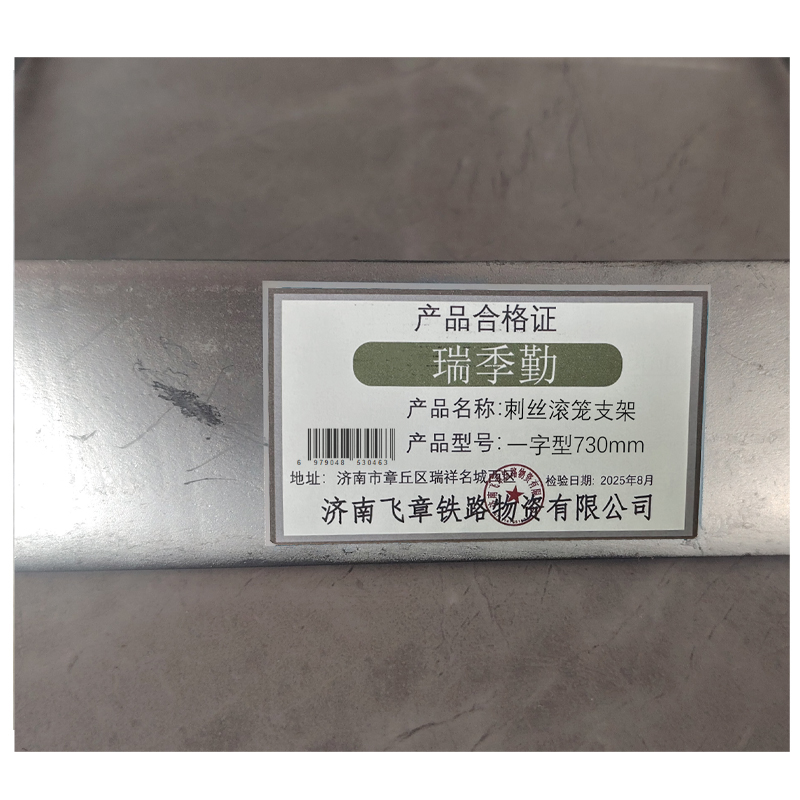 产品合格证
瑞季勤
产品名称:刺丝滚笼支架
产品型号:一字型730mm
6 979048 530463
地址: 济南市章丘区瑞祥名城西区
检验日期: 2025年8月
济南飞章铁路物资有限公司